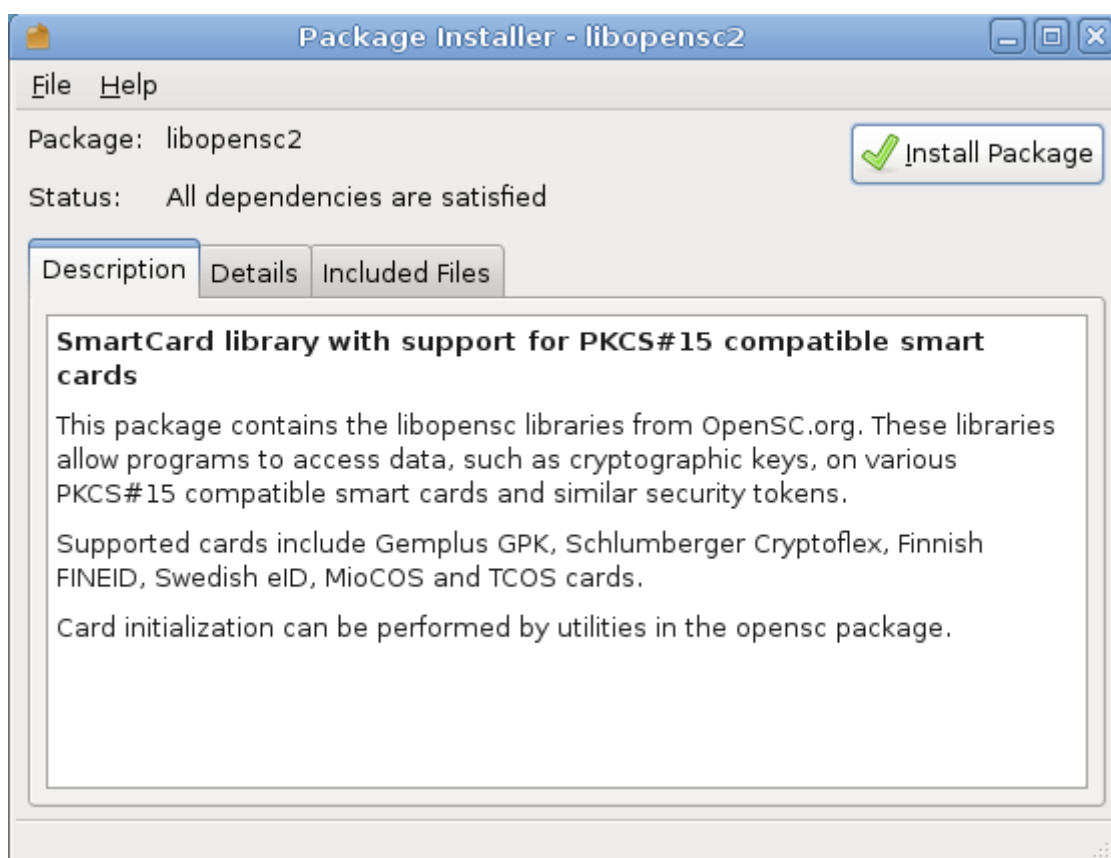 Package Installer - libopensc2
File Help
Package: libopensc2
Install Package
Status: All dependencies are satisfied
Description Details Included Files
SmartCard library with support for PKCS#15 compatible smart
cards
This package contains the libopensc libraries from OpenSC.org. These libraries
allow programs to access data, such as cryptographic keys, on various
PKCS#15 compatible smart cards and similar security tokens.
Supported cards include Gemplus GPK, Schlumberger Cryptoflex, Finnish
FINEID, Swedish eID, MioCOS and TCOS cards.
Card initialization can be performed by utilities in the opensc package.